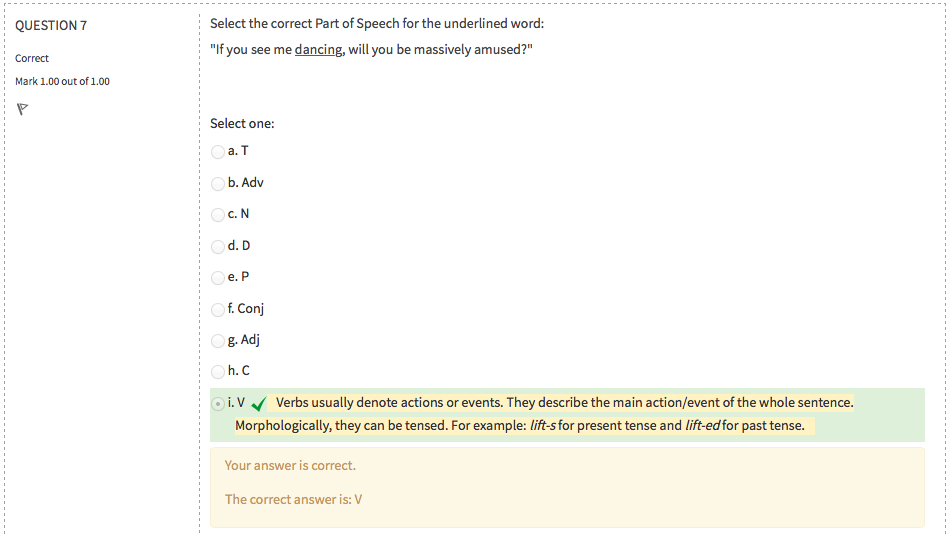 QUESTION 7
Correct
Mark 1.00 out of 1.00
Select the correct Part of Speech for the underlined word:
"If you see me dancing, will you be massively amused?"
Select one:
a. T
b. Adv
c. N
d. D
e. P
f. Conj
g. Adj
h. C
i. V Verbs usually denote actions or events. They describe the main action/event of the whole sentence.
Morphologically, they can be tensed. For example: lift-s for present tense and lift-ed for past tense.
Your answer is correct.
The correct answer is: V